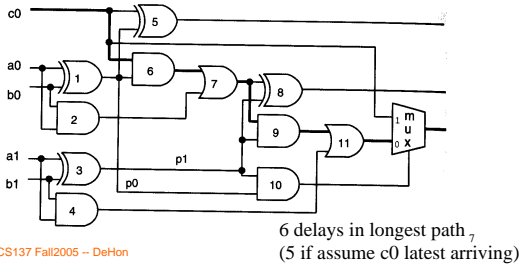 c0
5
a0
b0
1
6
7
8
2
9
1 m
u
0 x
11
a1
b1
3
p1
p0
10
4
6 delays in longest path 7
(5 if assume c0 latest arriving)
CS137 Fall2005 -- DeHon